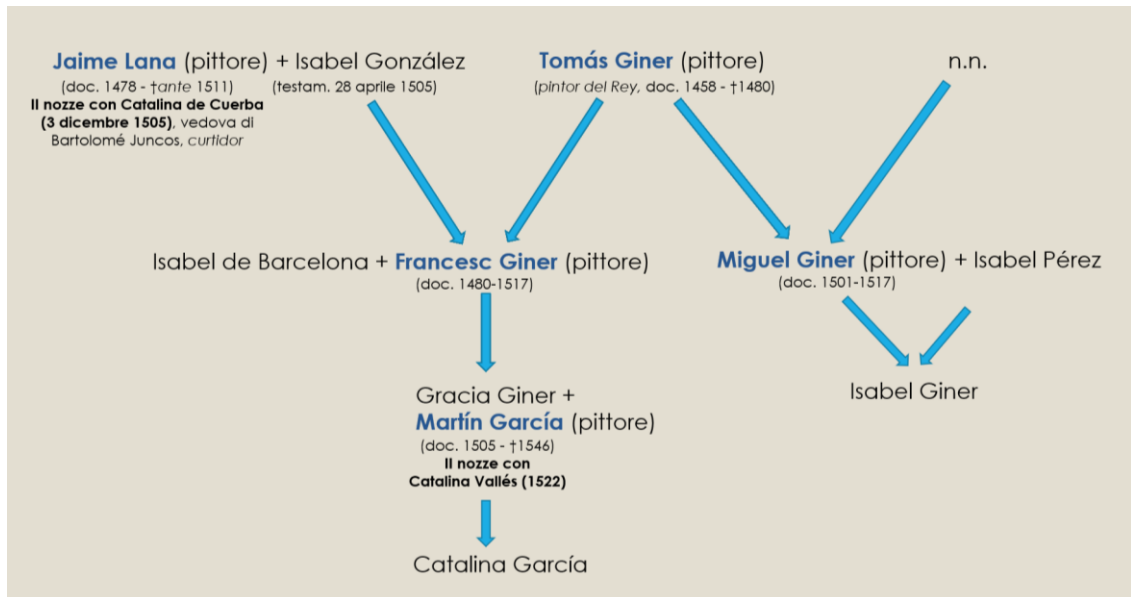 Jaime Lana (pittore) + Isabel González
(doc. 1478 - †ante 1511)
(testam. 28 aprile 1505)
II nozze con Catalina de Cuerba
(3 dicembre 1505), vedova di
Bartolomé Juncos, curtidor
Tomás Giner (pittore)
(pintor del Rey, doc. 1458 - †1480)
n.n.
Isabel de Barcelona + Francesc Giner (pittore)
(doc. 1480-1517)
Miguel Giner (pittore) + Isabel Pérez
(doc. 1501-1517)
Gracia Giner +
Martín García (pittore)
(doc. 1505 - †1546)
II nozze con
Catalina Vallés (1522)
Isabel Giner
Catalina García